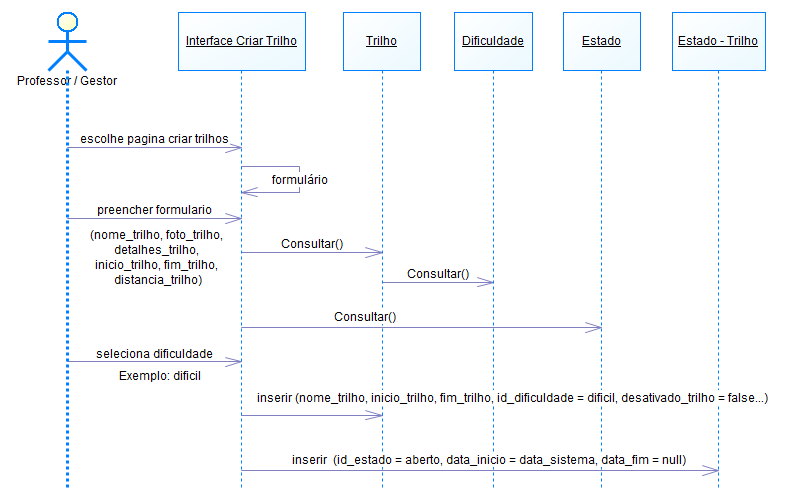 Interface Criar Trilho
Trilho
Dificuldade
Estado
Estado - Trilho
Professor / Gestor
escolhe pagina criar trilhos
formulário
preencher formulario
(nome_trilho, foto_trilho,
detalhes_trilho,
inicio_trilho, fim_trilho,
distancia_trilho)
Consultar()
Consultar()
Consultar()
seleciona dificuldade
Exemplo: dificil
inserir (nome_trilho, inicio_trilho, fim_trilho, id_dificuldade = dificil, desativado_trilho = false...)
inserir (id_estado = aberto, data_inicio = data_sistema, data_fim = null)